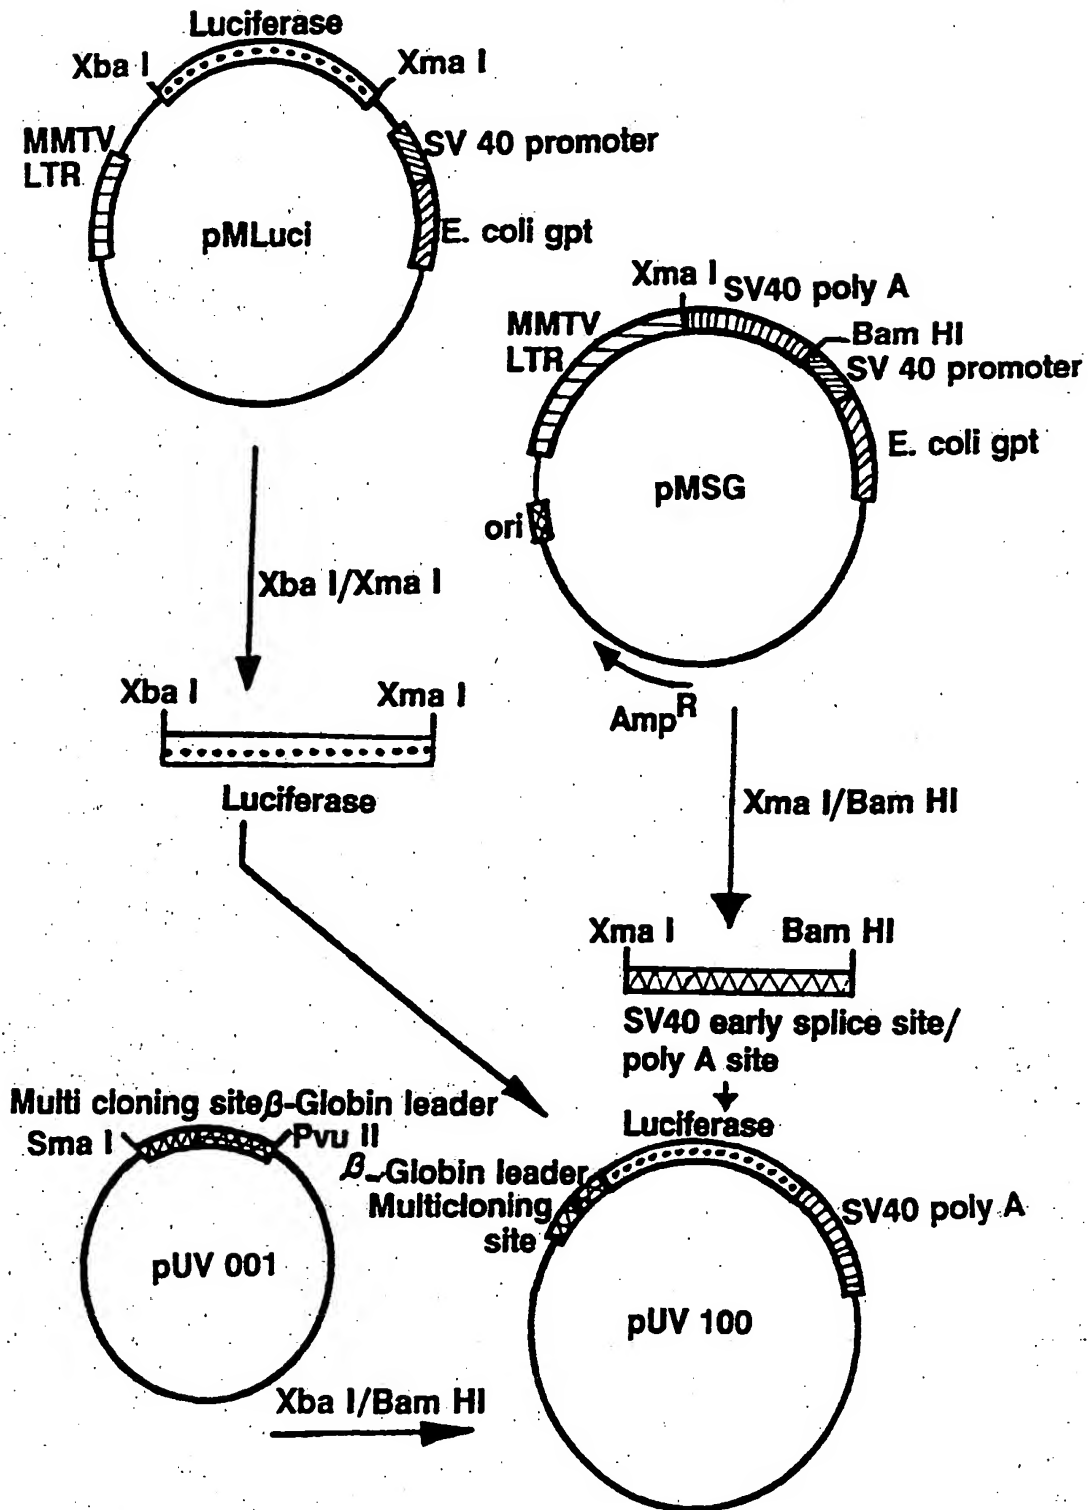 Luciferase
Xba I
Xma I
MMTV
LTR
SV 40 promoter
pMLuci
E. coli gpt
Xma I
SV40 poly A
MMTV
LTR
Bam HI
SV 40 promoter
E. coli gpt
pMSG
ori
Amp^R
Xba I/Xma I
Xba I
Xma I
Luciferase
Xma I/Bam HI
Xma I
Bam HI
SV40 early splice site/
poly A site
Multi cloning site β-Globin leader
Sma I
Pvu II
pUV 001
Xba I/Bam HI
Luciferase
β-Globin leader
Multicloning
site
SV40 poly A
pUV 100